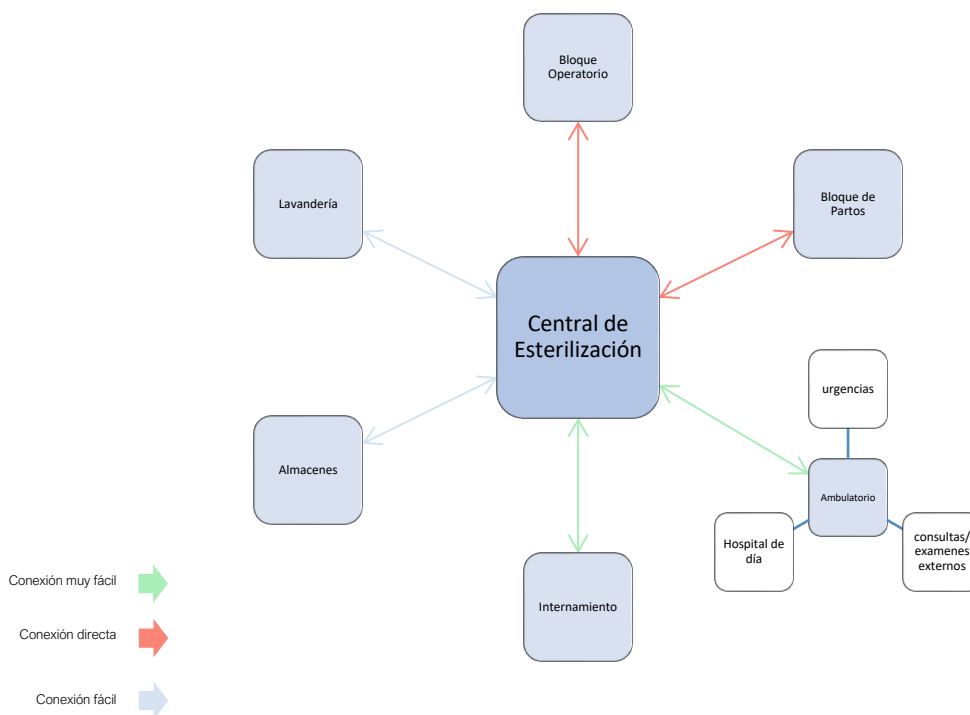 Bloque
Operatorio
Lavandería
Bloque de
Partos
Central de
Esterilización
urgencias
Almacenes
Ambulatorio
Hospital de
día
consultas/
examenes
externos
Internamiento
Conexión muy fácil
Conexión directa
Conexión fácil